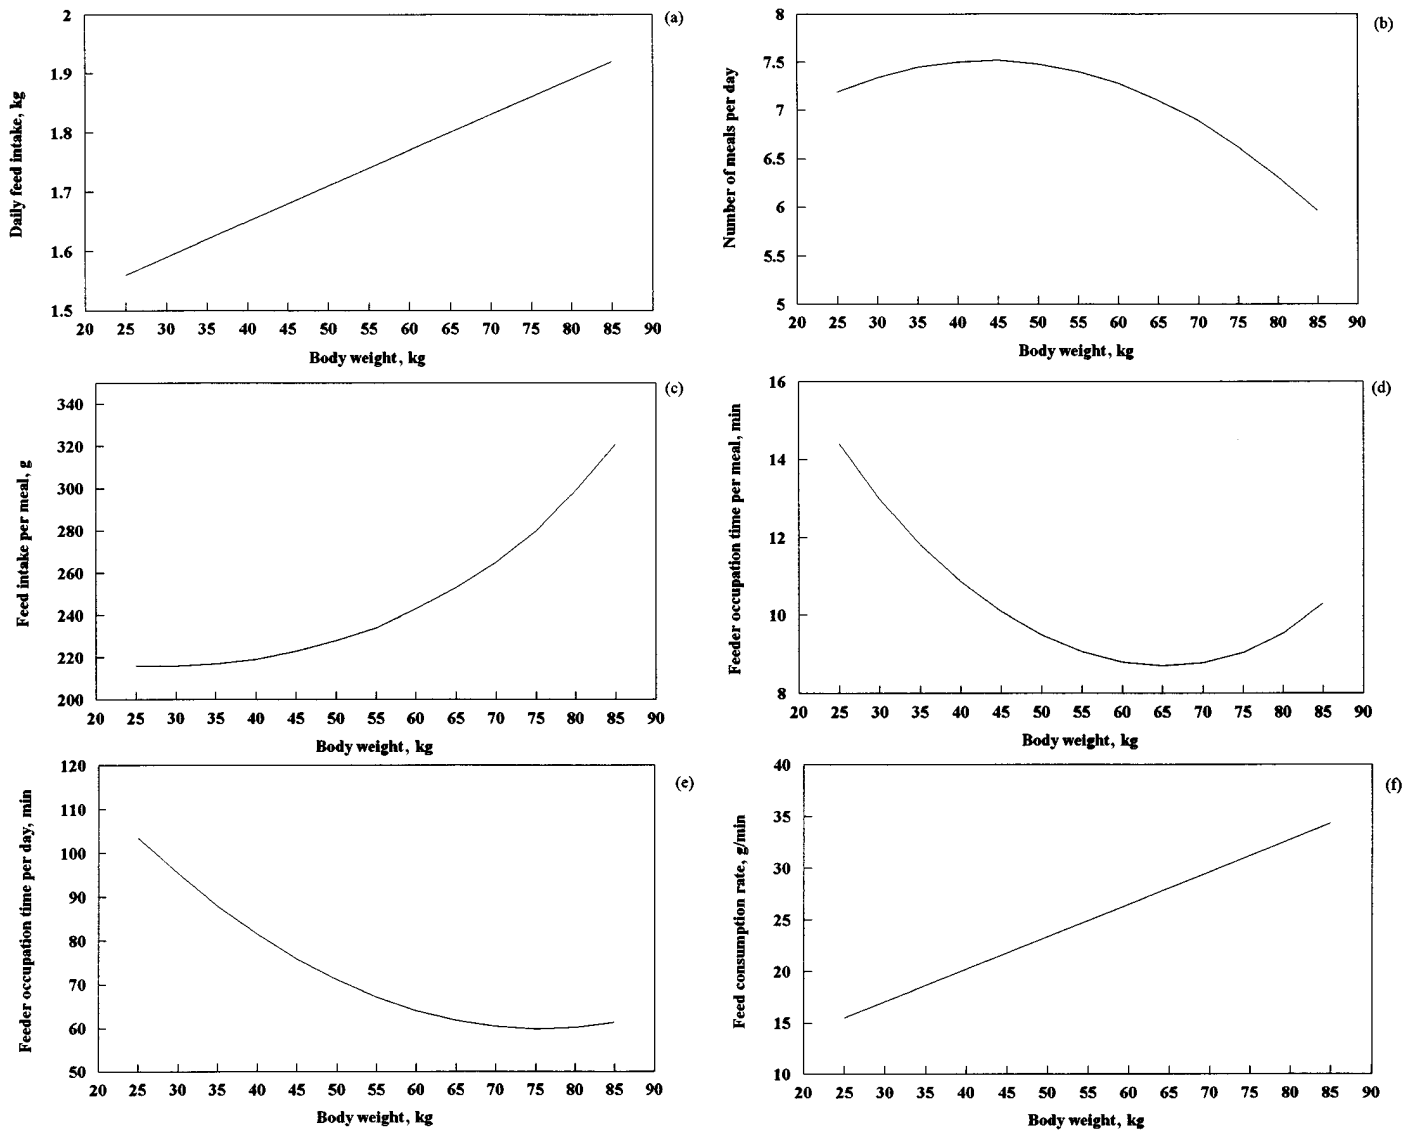 (a)
Daily feed intake, kg
2
1.9
1.8
1.7
1.6
1.5
20 25 30 35 40 45 50 55 60 65 70 75 80 85 90
Body weight, kg
(b)
Number of meals per day
8
7.5
7
6.5
6
5.5
5
20 25 30 35 40 45 50 55 60 65 70 75 80 85 90
Body weight, kg
(c)
Feed intake per meal, g
340
320
300
280
260
240
220
200
20 25 30 35 40 45 50 55 60 65 70 75 80 85 90
Body weight, kg
(d)
Feeder occupation time per meal, min
16
14
12
10
8
20 25 30 35 40 45 50 55 60 65 70 75 80 85 90
Body weight, kg
(e)
Feeder occupation time per day, min
120
110
100
90
80
70
60
50
20 25 30 35 40 45 50 55 60 65 70 75 80 85 90
Body weight, kg
(f)
Feed consumption rate, g/min
40
35
30
25
20
15
10
20 25 30 35 40 45 50 55 60 65 70 75 80 85 90
Body weight, kg